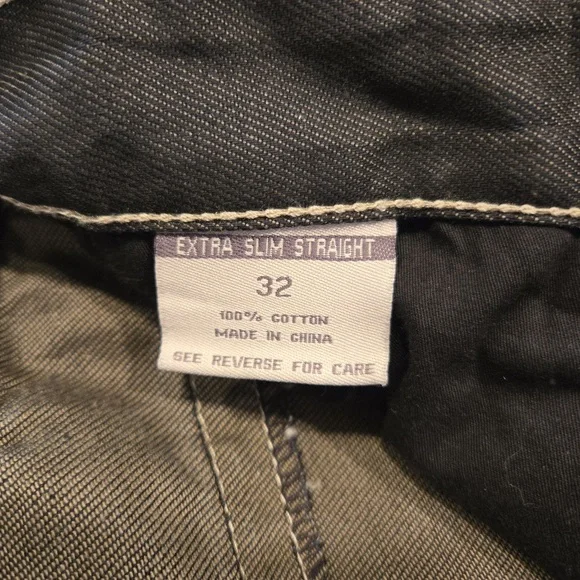 EXTRA SLIM STRAIGHT
32
100% COTTON
MADE IN CHINA
SEE REVERSE FOR CARE